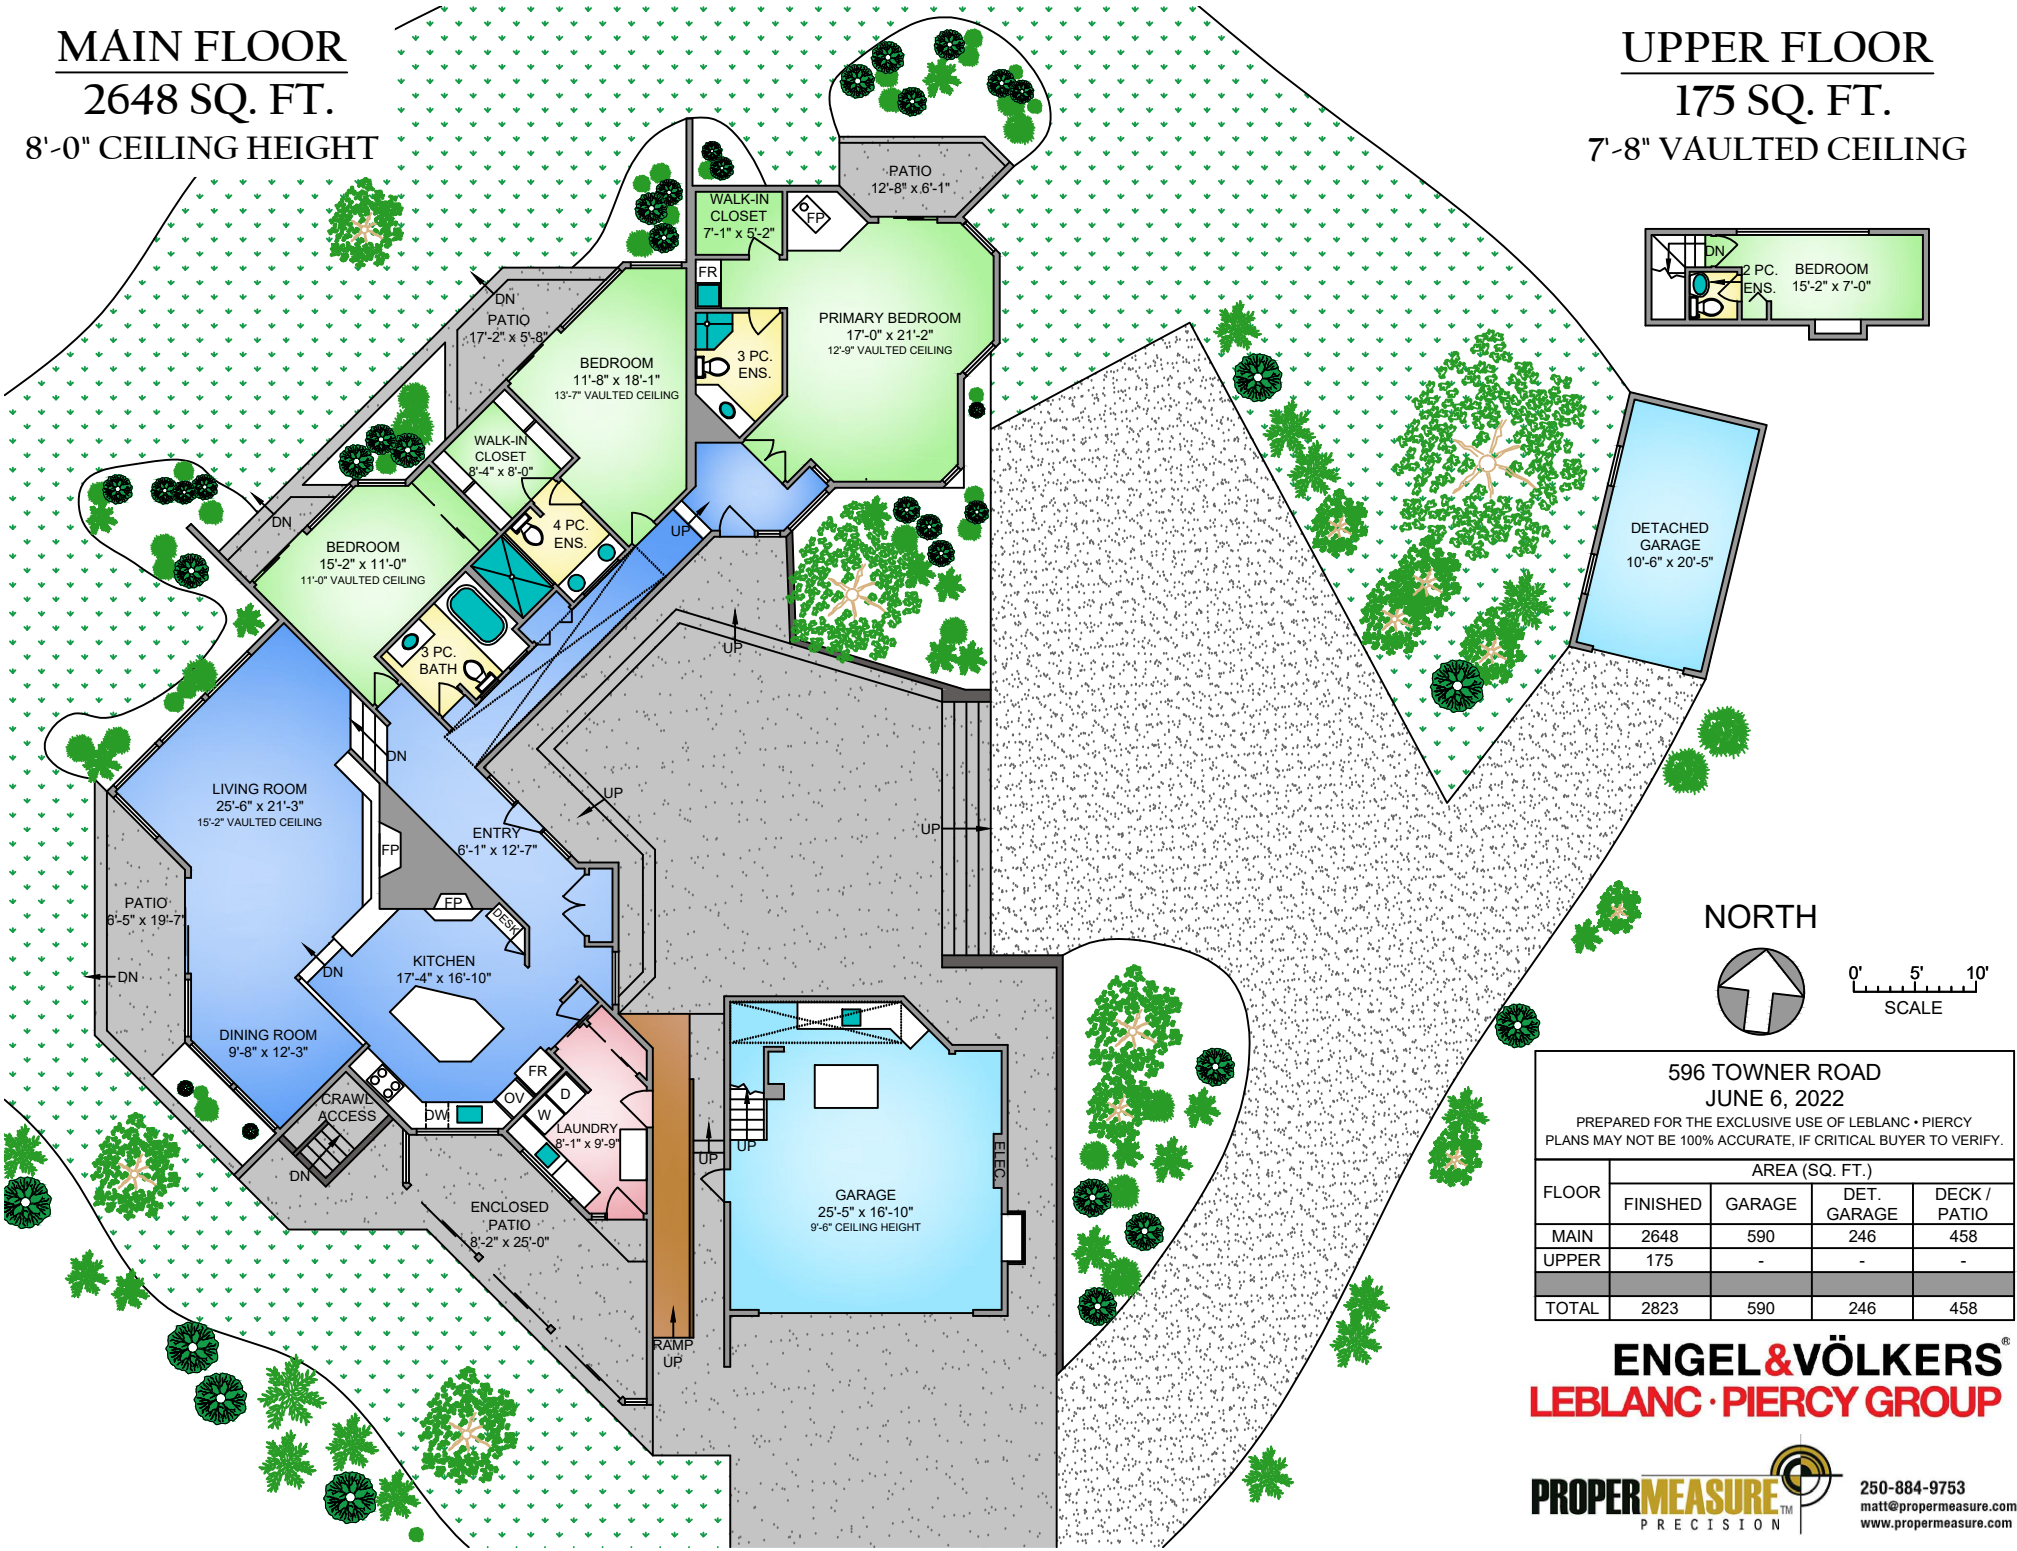 MAIN FLOOR
2648 SQ. FT.
8'-0" CEILING HEIGHT
UPPER FLOOR
175 SQ. FT.
7'-8" VAULTED CEILING
PATIO
12'-8" x 6'-1"
WALK-IN
CLOSET
7'-1" x 5'-2"
FP
FR
PRIMARY BEDROOM
17'-0" x 21'-2"
12'-9" VAULTED CEILING
3 PC.
ENS.
DN
PATIO
17'-2" x 5'-8"
BEDROOM
11'-8" x 18'-1"
13'-7" VAULTED CEILING
WALK-IN
CLOSET
8'-4" x 8'-0"
DN
4 PC.
ENS.
UP
BEDROOM
15'-2" x 11'-0"
11'-0" VAULTED CEILING
3 PC.
BATH
UP
DN
2 PC.
ENS.
BEDROOM
15'-2" x 7'-0"
DETACHED
GARAGE
10'-6" x 20'-5"
DN
LIVING ROOM
25'-6" x 21'-3"
15'-2" VAULTED CEILING
UP
ENTRY
6'-1" x 12'-7"
UP
FP
FP
DESK
PATIO
6'-5" x 19'-7"
DN
DN
KITCHEN
17'-4" x 16'-10"
DINING ROOM
9'-8" x 12'-3"
CRAWL
ACCESS
DN
FR
OV
D
W
DW
LAUNDRY
8'-1" x 9'-9"
UP
UP
ELEC.
ENCLOSED
PATIO
8'-2" x 25'-0"
GARAGE
25'-5" x 16'-10"
9'-6" CEILING HEIGHT
RAMP
UP
NORTH
0' 5' 10'
SCALE
596 TOWNER ROAD
JUNE 6, 2022
PREPARED FOR THE EXCLUSIVE USE OF LEBLANC • PIERCY
PLANS MAY NOT BE 100% ACCURATE, IF CRITICAL BUYER TO VERIFY.
FLOOR AREA (SQ. FT.)
FINISHED GARAGE DET. GARAGE DECK / PATIO
MAIN 2648 590 246 458
UPPER 175 - - -
TOTAL 2823 590 246 458
ENGEL&VÖLKERS®
LEBLANC·PIERCY GROUP
PROPERMEASURE™
PRECISION
250-884-9753
matt@propermeasure.com
www.propermeasure.com